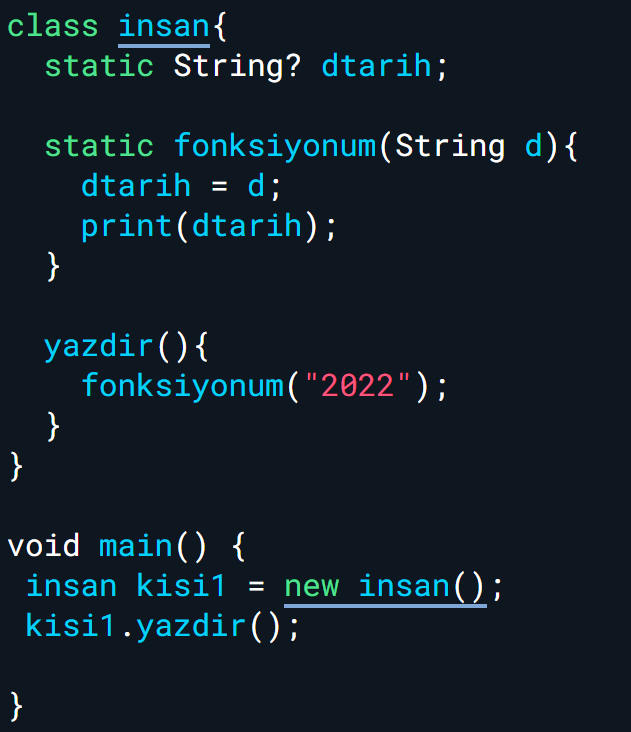 class insan{
static String? dtarih;
static fonksiyonum(String d){
dtarih = d;
print(dtarih);
}
yazdir(){
fonksiyonum("2022");
}
}
void main() {
insan kisi1 = new insan();
kisi1.yazdir();
}